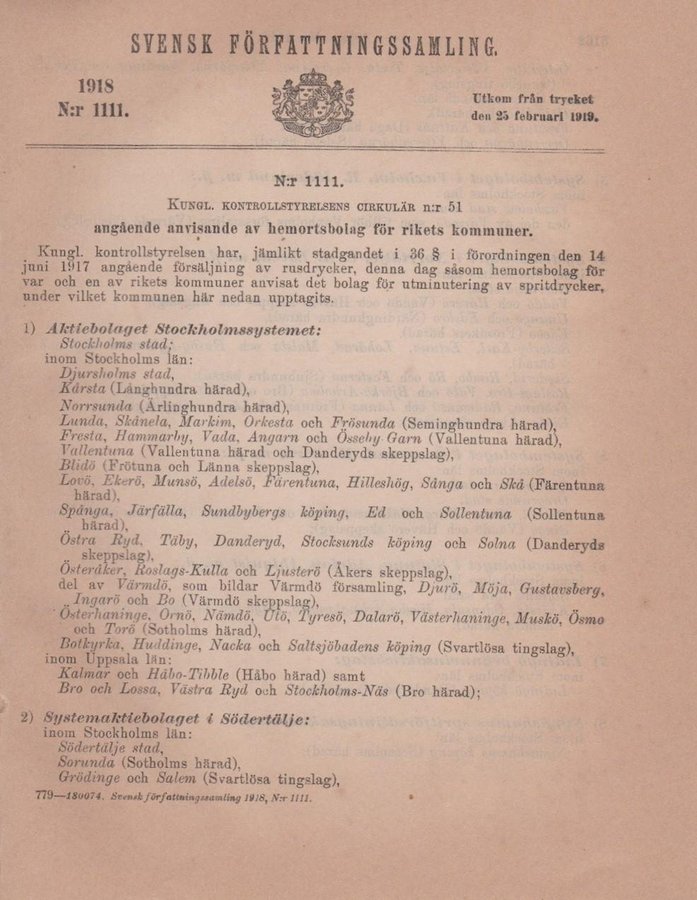 SVENSK FÖRFATTNINGSSAMLING.
1918
N:r 1111.
Utkom från trycket
den 25 februari 1919.
N:r 1111.
KUNGL. KONTROLLSTYRELSENS CIRKULÄR n:r 51
angående anvisande av hemortsbolag för rikets kommuner.
Kungl. kontrollstyrelsen har, jämlikt stadgandet i 36 § i förordningen den 14
juni 1917 angående försäljning av rusdrycker, denna dag såsom hemortsbolag för
var och en av rikets kommuner anvisat det bolag för utminutering av spritdrycker,
under vilket kommunen här nedan upptagits.
1) Aktiebolaget Stockholmssystemet:
Stockholms stad;
inom Stockholms län:
Djursholms stad,
Kårsta (Långhundra härad),
Norrsunda (Ärlinghundra härad),
Lunda, Skånela, Markim, Orkesta och Frösunda (Seminghundra härad),
Fresta, Hammarby, Vada, Angarn och Össeby Garn (Vallentuna härad),
Vallentuna (Vallentuna härad och Danderyds skeppslag),
Blidö (Frötuna och Länna skeppslag),
Lovö, Ekerö, Munsö, Adelsö, Färentuna, Hilleshög, Sånga och Skå (Färentuna
härad),
Spånga, Järfälla, Sundbybergs köping, Ed och Sollentuna (Sollentuna
härad),
Östra Ryd, Täby, Danderyd, Stocksunds köping och Solna (Danderyds
skeppslag),
Österåker, Roslags-Kulla och Ljusterö (Åkers skeppslag),
del av Värmdö, som bildar Värmdö församling, Djurö, Möja, Gustavsberg,
Ingarö och Bo (Värmdö skeppslag),
Österhaninge, Ornö, Nämdö, Utö, Tyresö, Dalarö, Västerhaninge, Muskö, Ösmo
och Torö (Sotholms härad),
Botkyrka, Huddinge, Nacka och Saltsjöbadens köping (Svartlösa tingslag),
inom Uppsala län:
Kalmar och Håbo-Tibble (Håbo härad) samt
Bro och Lossa, Västra Ryd och Stockholms-Näs (Bro härad);
2) Systemaktiebolaget i Södertälje:
inom Stockholms län:
Södertälje stad,
Sorunda (Sotholms härad),
Grödinge och Salem (Svartlösa tingslag),
779—180074. Svensk författningssamling 1918, N:r 1111.